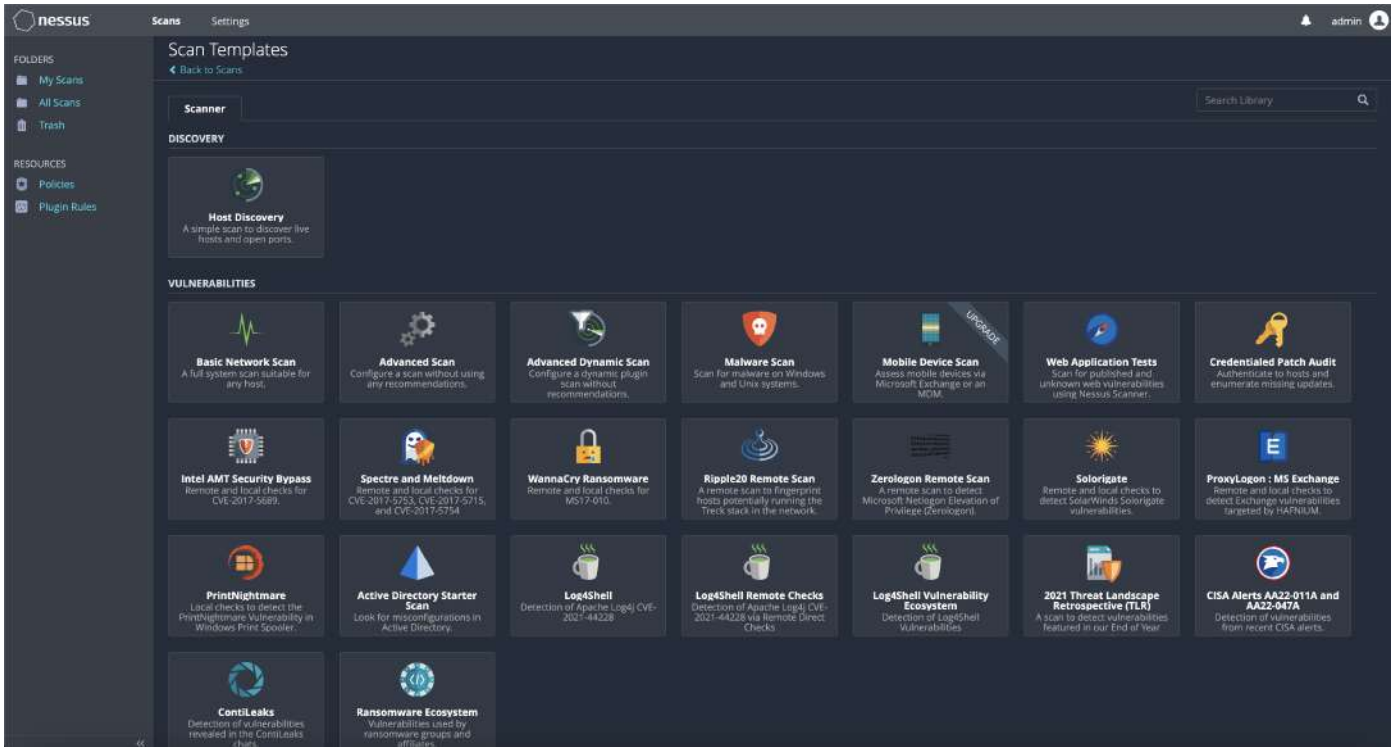 nessus
Scans
Settings
admin
FOLDERS
My Scans
All Scans
Trash
RESOURCES
Policies
Plugin Rules
Scan Templates
Back to Scans
Scanner
Search Library
DISCOVERY
Host Discovery
A simple scan to discover live
hosts and open ports.
VULNERABILITIES
Basic Network Scan
A full system scan suitable for
any host.
Advanced Scan
Configure a scan without using
any recommendations.
Advanced Dynamic Scan
Configure a dynamic plugin
scan without
recommendations.
Malware Scan
Scan for malware on Windows
and Unix systems.
UPGRADE
Mobile Device Scan
Assess mobile devices via
Microsoft Exchange or an
MDM.
Web Application Tests
Scan for published and
unknown web vulnerabilities
using Nessus Scanner.
Credentialed Patch Audit
Authenticate to hosts and
enumerate missing updates.
Intel AMT Security Bypass
Remote and local checks for
CVE-2017-5689.
Spectre and Meltdown
Remote and local checks for
CVE-2017-5753, CVE-2017-5715,
and CVE-2017-5754
WannaCry Ransomware
Remote and local checks for
MS17-010.
Ripple20 Remote Scan
A remote scan to fingerprint
hosts potentially running the
Treck stack in the network.
Zerologon Remote Scan
A remote scan to detect
Microsoft Netlogon Elevation of
Privilege (Zerologon).
Solorigate
Remote and local checks to
detect SolarWinds Solorigate
vulnerabilities.
E
ProxyLogon : MS Exchange
Remote and local checks to
detect Exchange vulnerabilities
targeted by HAFNIUM.
PrintNightmare
Local checks to detect the
PrintNightmare Vulnerability in
Windows Print Spooler.
Active Directory Starter
Scan
Look for misconfigurations in
Active Directory.
Log4Shell
Detection of Apache Log4j CVE-
2021-44228
Log4Shell Remote Checks
Detection of Apache Log4j CVE-
2021-44228 via Remote Direct
Checks
Log4Shell Vulnerability
Ecosystem
Detection of Log4Shell
Vulnerabilities
2021 Threat Landscape
Retrospective (TLR)
A scan to detect vulnerabilities
featured in our End of Year
CISA Alerts AA22-011A and
AA22-047A
Detection of vulnerabilities
from recent CISA alerts.
ContiLeaks
Detection of vulnerabilities
revealed in the ContiLeaks
chats.
Ransomware Ecosystem
Vulnerabilities used by
ransomware groups and
affiliates.